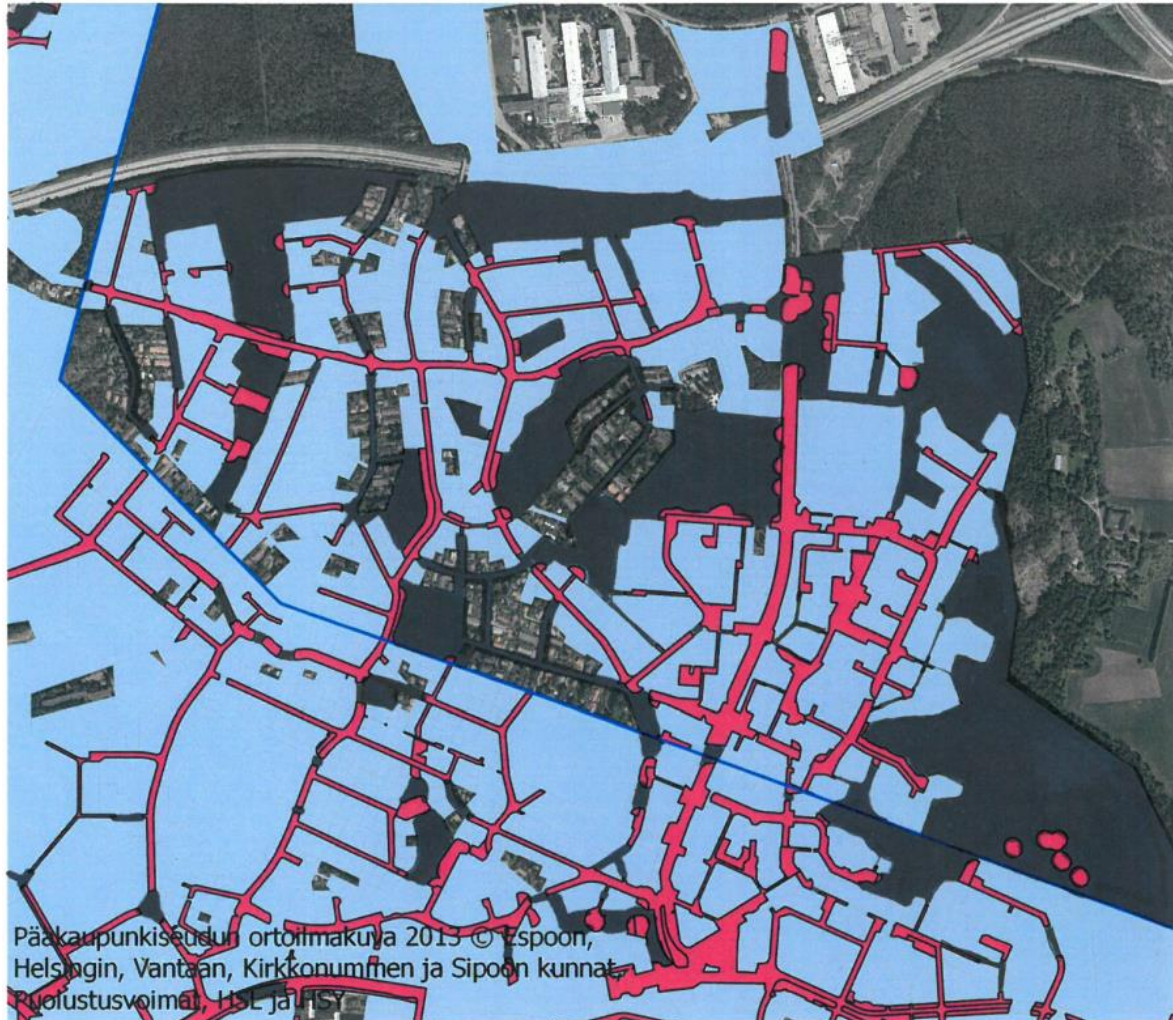 Pääkaupunkiseudun ortoilmakuva 2013 © Espoon,
Helsingin, Vantaan, Kirkkonummen ja Sipoon kunnat,
Puolustusvoimat, HSL ja HSY